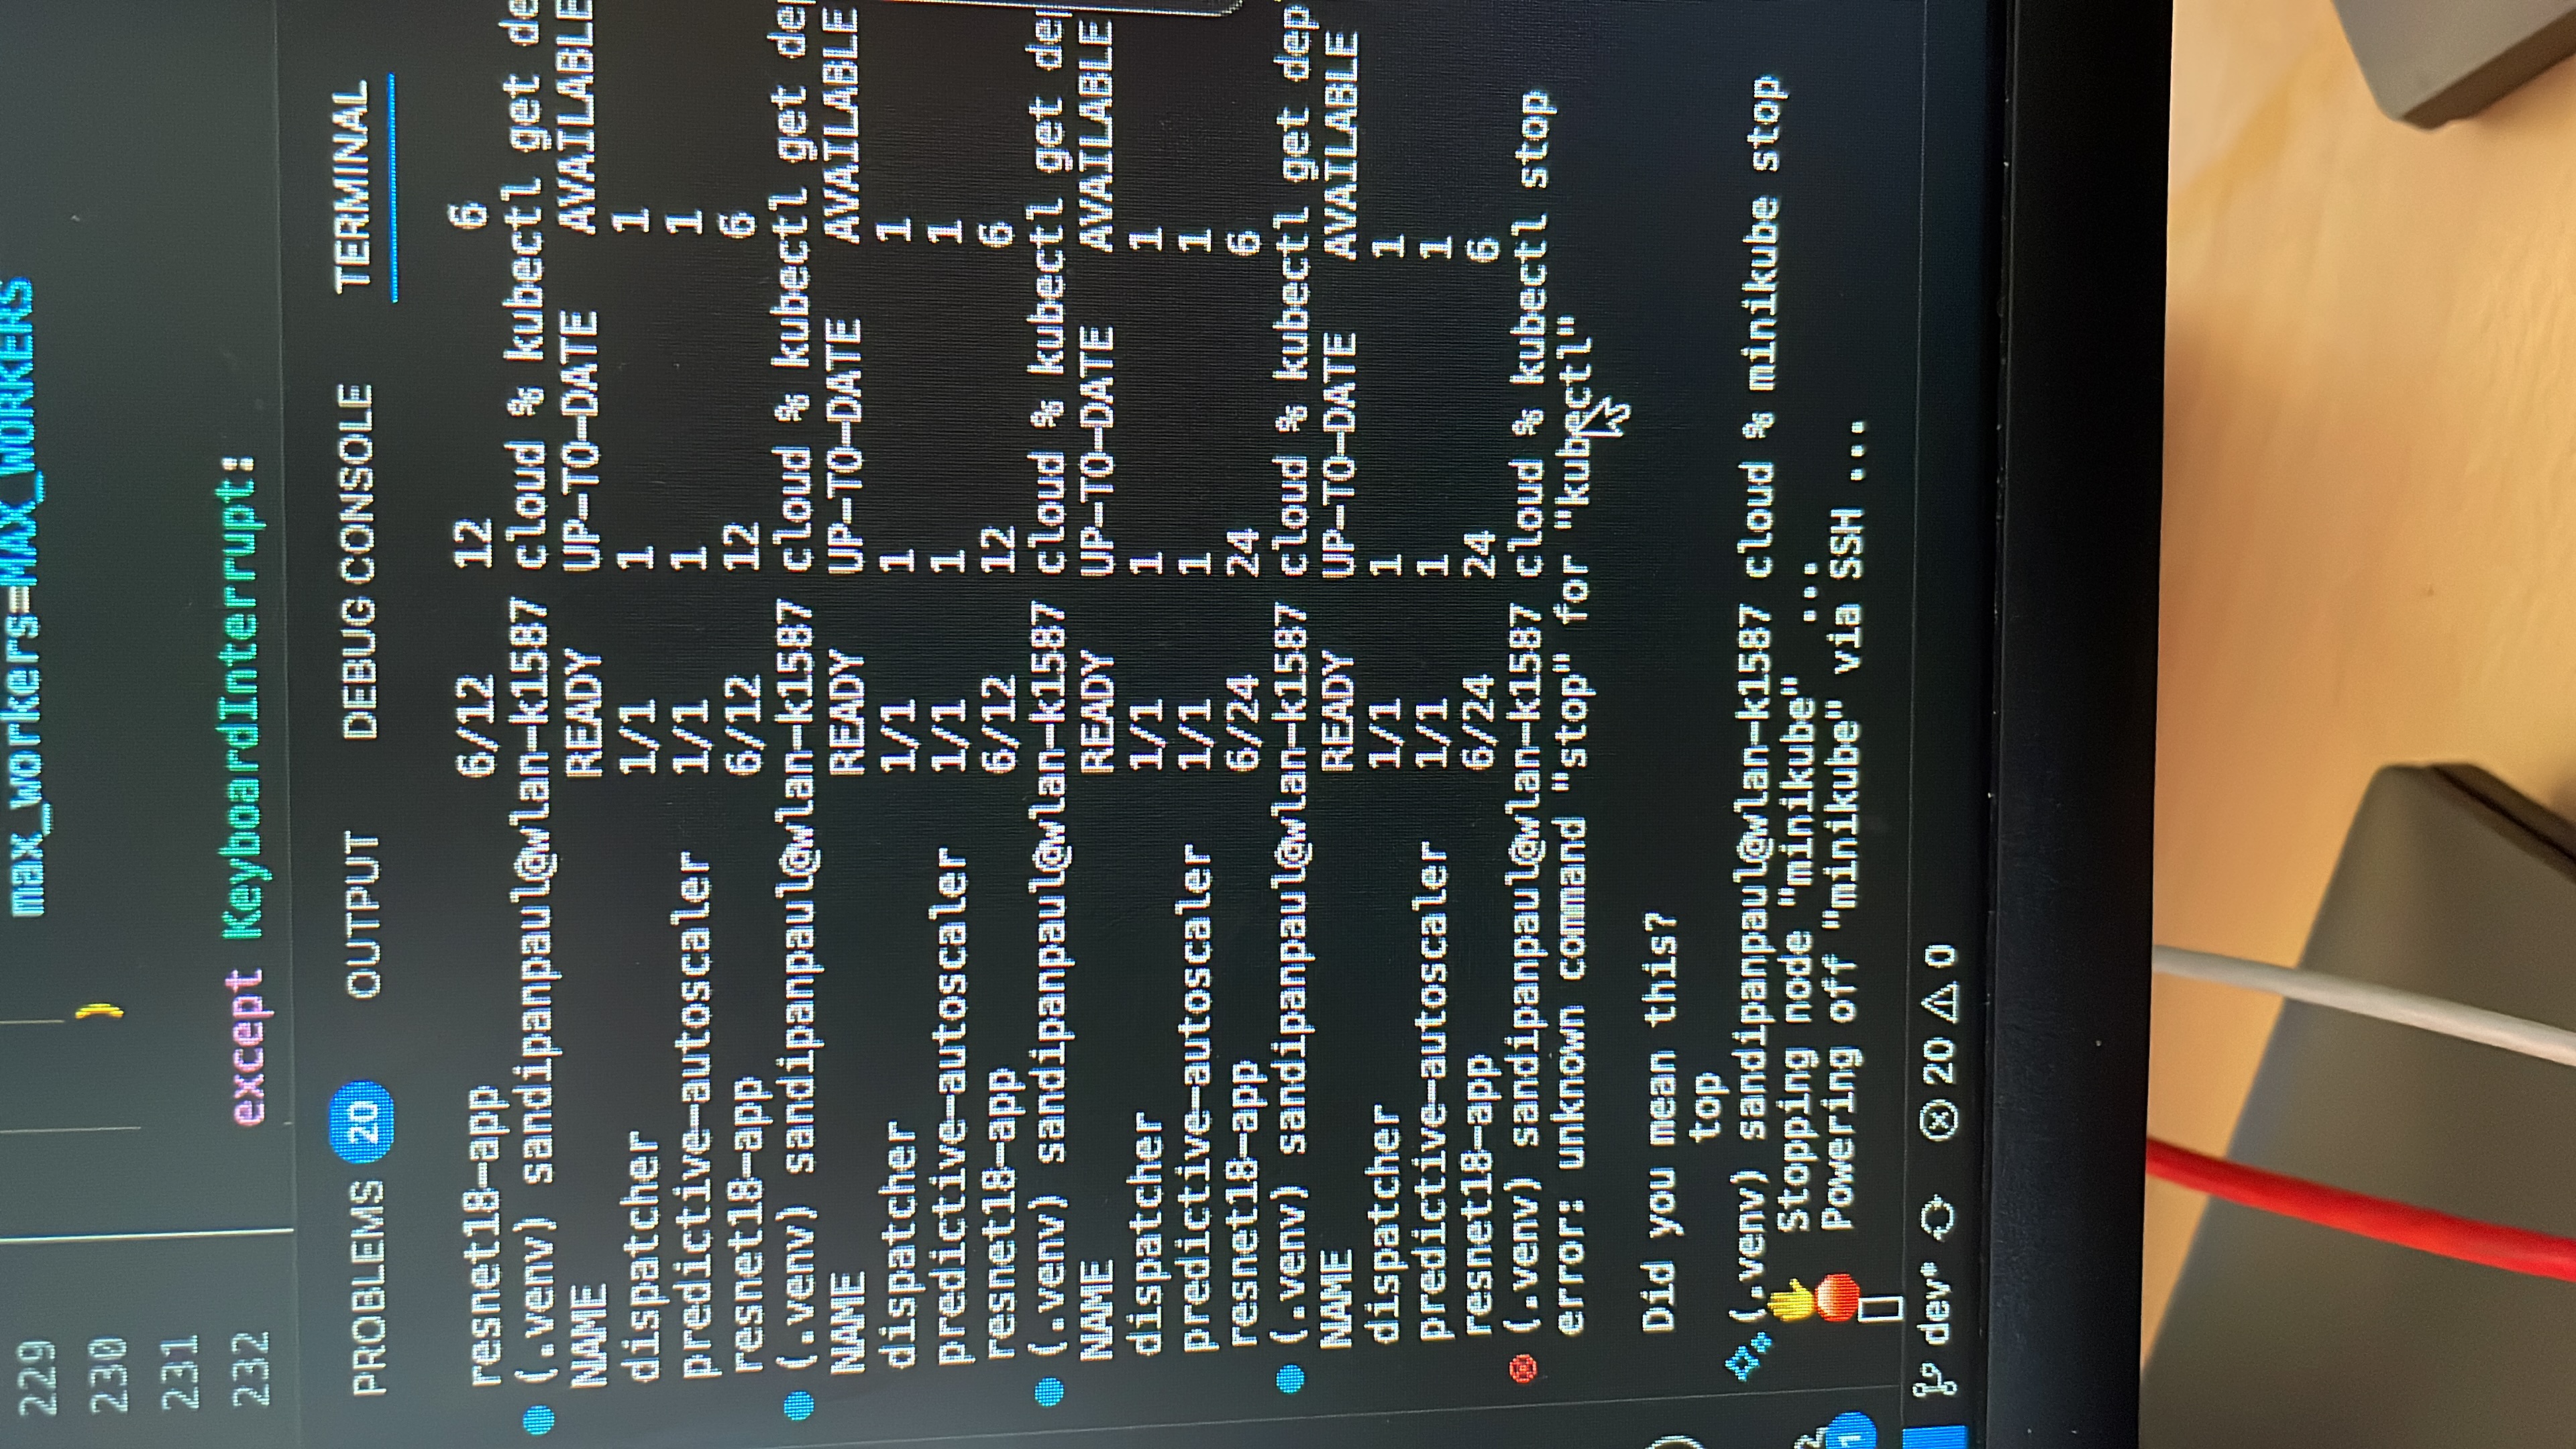 229 max_workers=MAX_WORKERS
230 )
231
232 except KeyboardInterrupt:
PROBLEMS 20 OUTPUT DEBUG CONSOLE TERMINAL
resnet18-app 6/12 12 6
(.venv) sandipanpaul@wlan-k1587 cloud % kubectl get de
NAME READY UP-TO-DATE AVAILABLE
dispatcher 1/1 1 1
predictive-autoscaler 1/1 1 1
resnet18-app 6/12 12 6
(.venv) sandipanpaul@wlan-k1587 cloud % kubectl get de
NAME READY UP-TO-DATE AVAILABLE
dispatcher 1/1 1 1
predictive-autoscaler 1/1 1 1
resnet18-app 6/12 12 6
(.venv) sandipanpaul@wlan-k1587 cloud % kubectl get dep
NAME READY UP-TO-DATE AVAILABLE
dispatcher 1/1 1 1
predictive-autoscaler 1/1 1 1
resnet18-app 6/24 24 6
(.venv) sandipanpaul@wlan-k1587 cloud % kubectl get dep
NAME READY UP-TO-DATE AVAILABLE
dispatcher 1/1 1 1
predictive-autoscaler 1/1 1 1
resnet18-app 6/24 24 6
(.venv) sandipanpaul@wlan-k1587 cloud % kubectl stop
error: unknown command "stop" for "kubectl"
Did you mean this?
top
(.venv) sandipanpaul@wlan-k1587 cloud % minikube stop
✋ Stopping node "minikube" ...
🛑 Powering off "minikube" via SSH ...
2
1
dev* 20 0